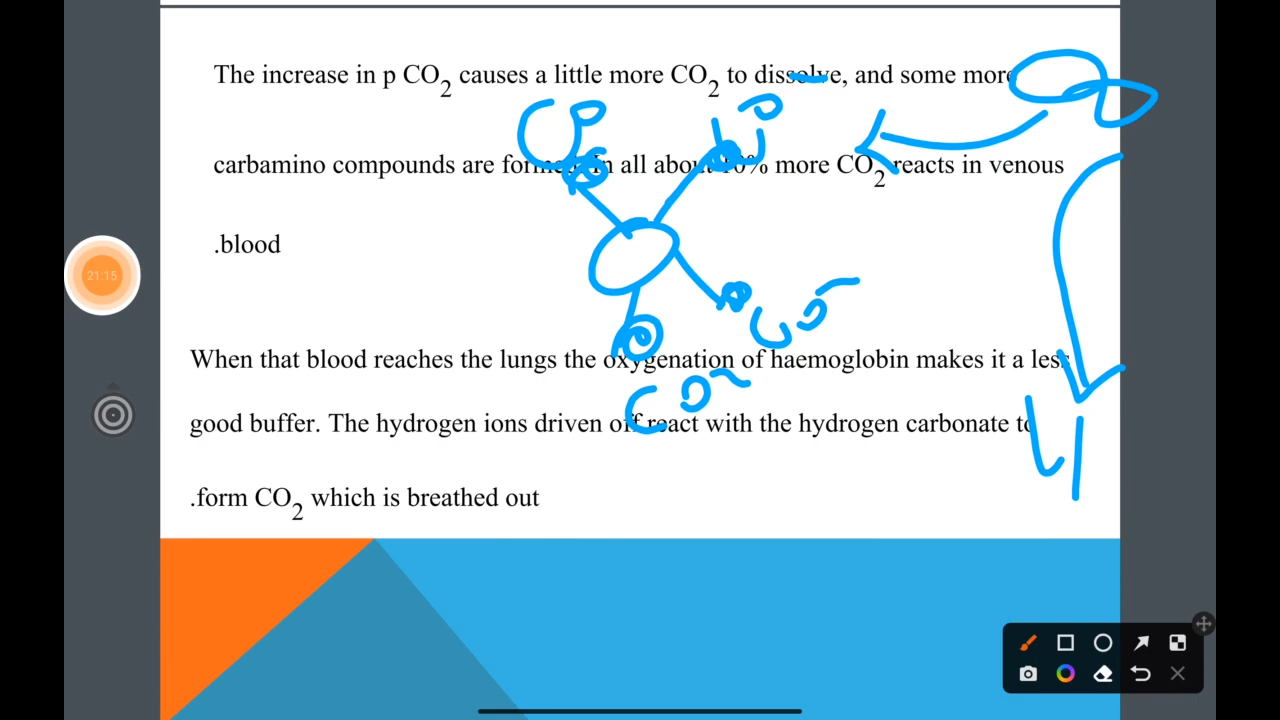 The increase in p CO2 causes a little more CO2 to dissolve, and some more
carbamino compounds are formed. In all about 10% more CO2 reacts in venous
.blood
When that blood reaches the lungs the oxygenation of haemoglobin makes it a less
good buffer. The hydrogen ions driven off react with the hydrogen carbonate to
.form CO2 which is breathed out
21:15